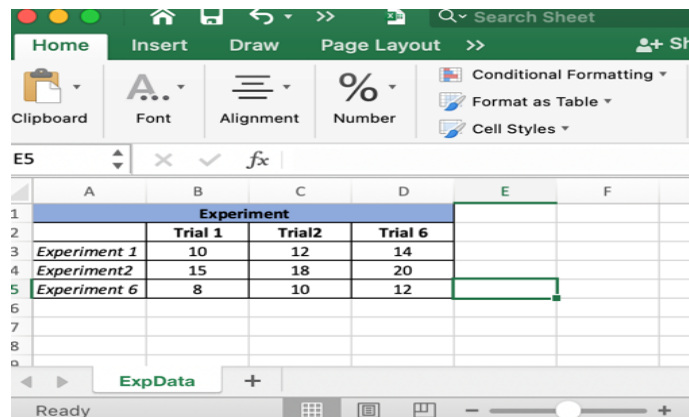 Search Sheet
Home Insert Draw Page Layout >> Sh
Clipboard Font Alignment Number
Conditional Formatting
Format as Table
Cell Styles
E5 fx
A B C D E F
1 Experiment
2 Trial 1 Trial2 Trial 6
3 Experiment 1 10 12 14
4 Experiment2 15 18 20
5 Experiment 6 8 10 12
6
7
8
9
ExpData +
Ready